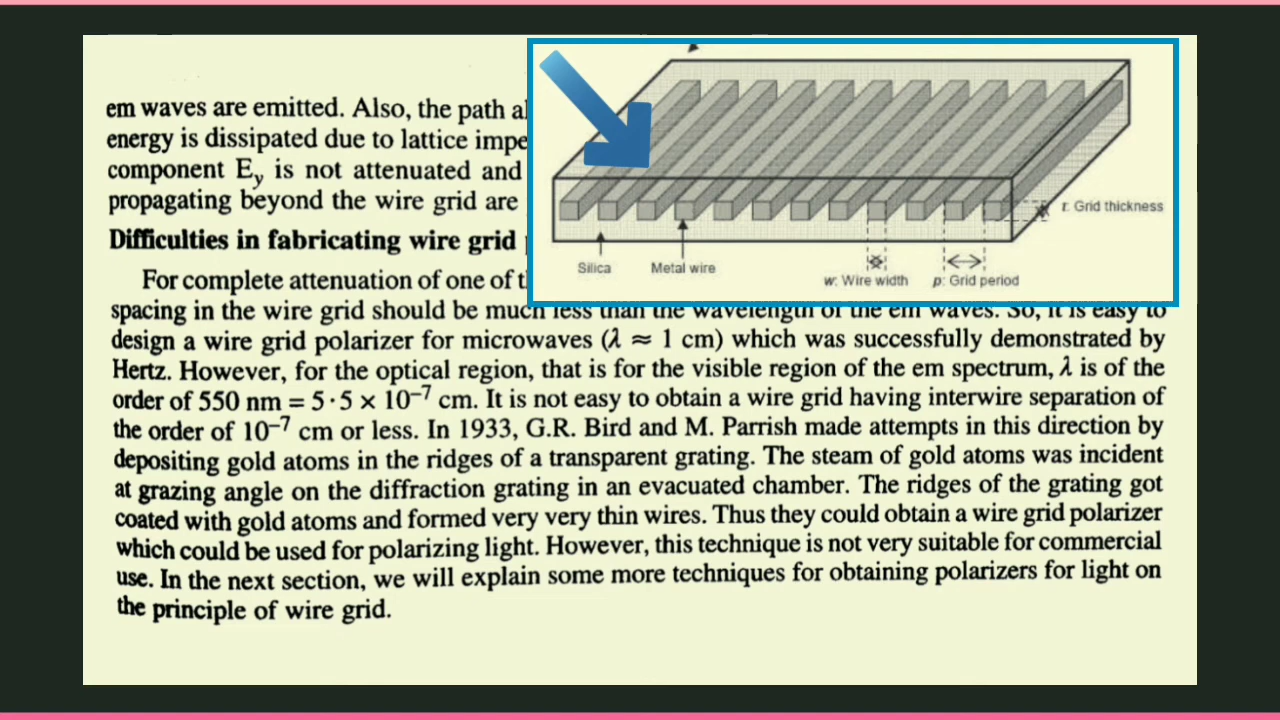 em waves are emitted. Also, the path al
energy is dissipated due to lattice impe
component Ey is not attenuated and
propagating beyond the wire grid are
Difficulties in fabricating wire grid
For complete attenuation of one of t
spacing in the wire grid should be much less than the wavelength of the em waves. So, it is easy to
design a wire grid polarizer for microwaves (λ ≈ 1 cm) which was successfully demonstrated by
Hertz. However, for the optical region, that is for the visible region of the em spectrum, λ is of the
order of 550 nm = 5·5 × 10⁻⁷ cm. It is not easy to obtain a wire grid having interwire separation of
the order of 10⁻⁷ cm or less. In 1933, G.R. Bird and M. Parrish made attempts in this direction by
depositing gold atoms in the ridges of a transparent grating. The steam of gold atoms was incident
at grazing angle on the diffraction grating in an evacuated chamber. The ridges of the grating got
coated with gold atoms and formed very very thin wires. Thus they could obtain a wire grid polarizer
which could be used for polarizing light. However, this technique is not very suitable for commercial
use. In the next section, we will explain some more techniques for obtaining polarizers for light on
the principle of wire grid.
t: Grid thickness
Silica
Metal wire
w: Wire width
p: Grid period